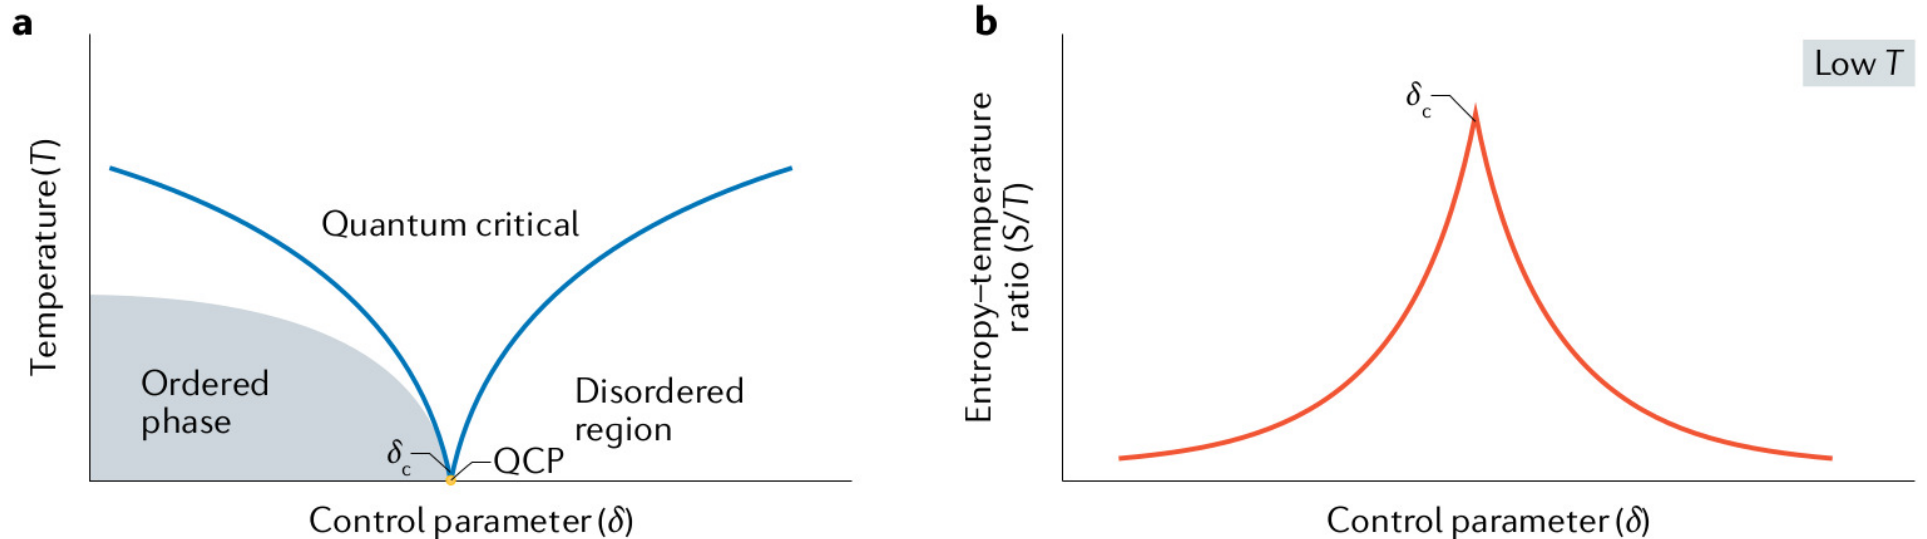 a
Temperature (T)
Quantum critical
Ordered
phase
Disordered
region
δc
QCP
Control parameter (δ)
b
Low T
δc
Entropy–temperature
ratio (S/T)
Control parameter (δ)